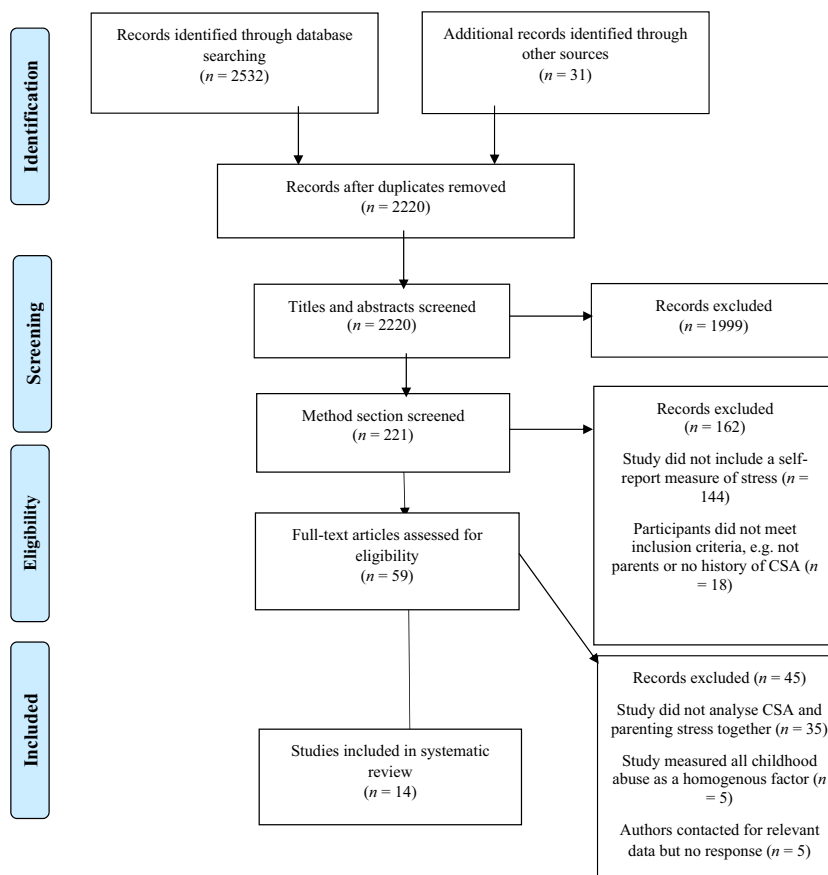 Identification
Records identified through database
searching
(n = 2532)
Additional records identified through
other sources
(n = 31)
Records after duplicates removed
(n = 2220)
Screening
Titles and abstracts screened
(n = 2220)
Records excluded
(n = 1999)
Method section screened
(n = 221)
Records excluded
(n = 162)
Study did not include a self-
report measure of stress (n =
144)
Participants did not meet
inclusion criteria, e.g. not
parents or no history of CSA (n
= 18)
Eligibility
Full-text articles assessed for
eligibility
(n = 59)
Records excluded (n = 45)
Study did not analyse CSA and
parenting stress together (n = 35)
Study measured all childhood
abuse as a homogenous factor (n
= 5)
Authors contacted for relevant
data but no response (n = 5)
Included
Studies included in systematic
review
(n = 14)